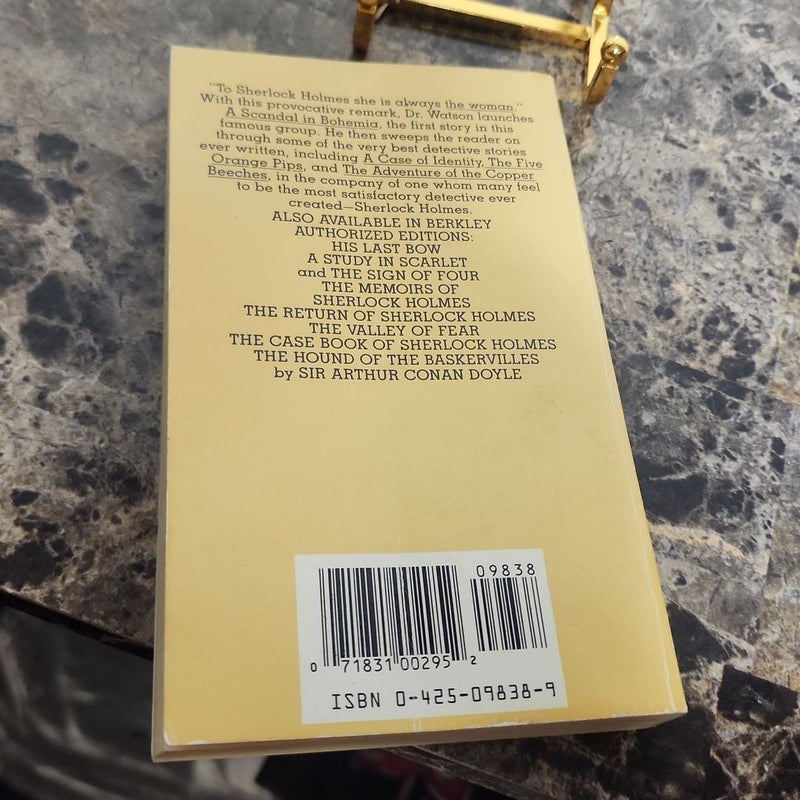 "To Sherlock Holmes she is always the woman."
With this provocative remark, Dr. Watson launches
A Scandal in Bohemia, the first story in this
famous group. He then sweeps the reader on
through some of the very best detective stories
ever written, including A Case of Identity, The Five
Orange Pips, and The Adventure of the Copper
Beeches, in the company of one whom many feel
to be the most satisfactory detective ever
created—Sherlock Holmes.
ALSO AVAILABLE IN BERKLEY
AUTHORIZED EDITIONS:
HIS LAST BOW
A STUDY IN SCARLET
and THE SIGN OF FOUR
THE MEMOIRS OF
SHERLOCK HOLMES
THE RETURN OF SHERLOCK HOLMES
THE VALLEY OF FEAR
THE CASE BOOK OF SHERLOCK HOLMES
THE HOUND OF THE BASKERVILLES
by SIR ARTHUR CONAN DOYLE
09838
0 71831 00295 2
ISBN 0-425-09838-9